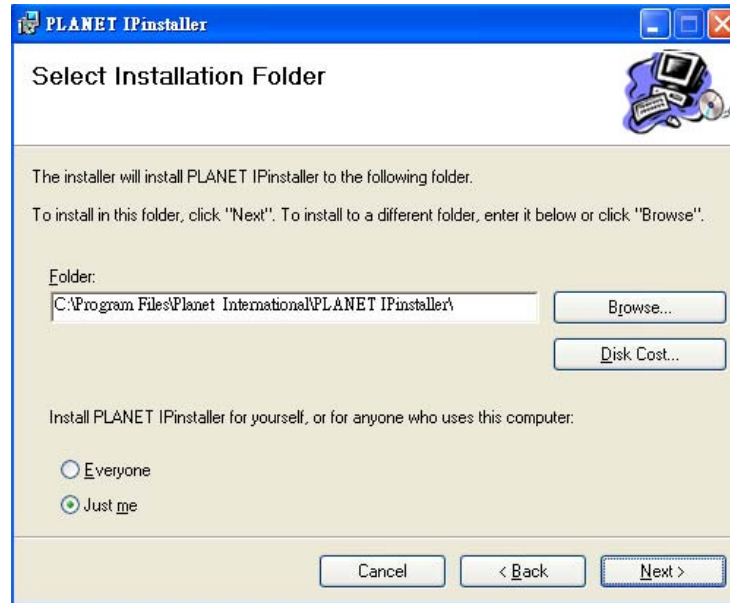 PLANET IPinstaller
Select Installation Folder
The installer will install PLANET IPinstaller to the following folder.
To install in this folder, click "Next". To install to a different folder, enter it below or click "Browse".
Folder:
C:\Program Files\Planet International\PLANET IPinstaller\
Browse...
Disk Cost...
Install PLANET IPinstaller for yourself, or for anyone who uses this computer:
Everyone
Just me
Cancel
< Back
Next >